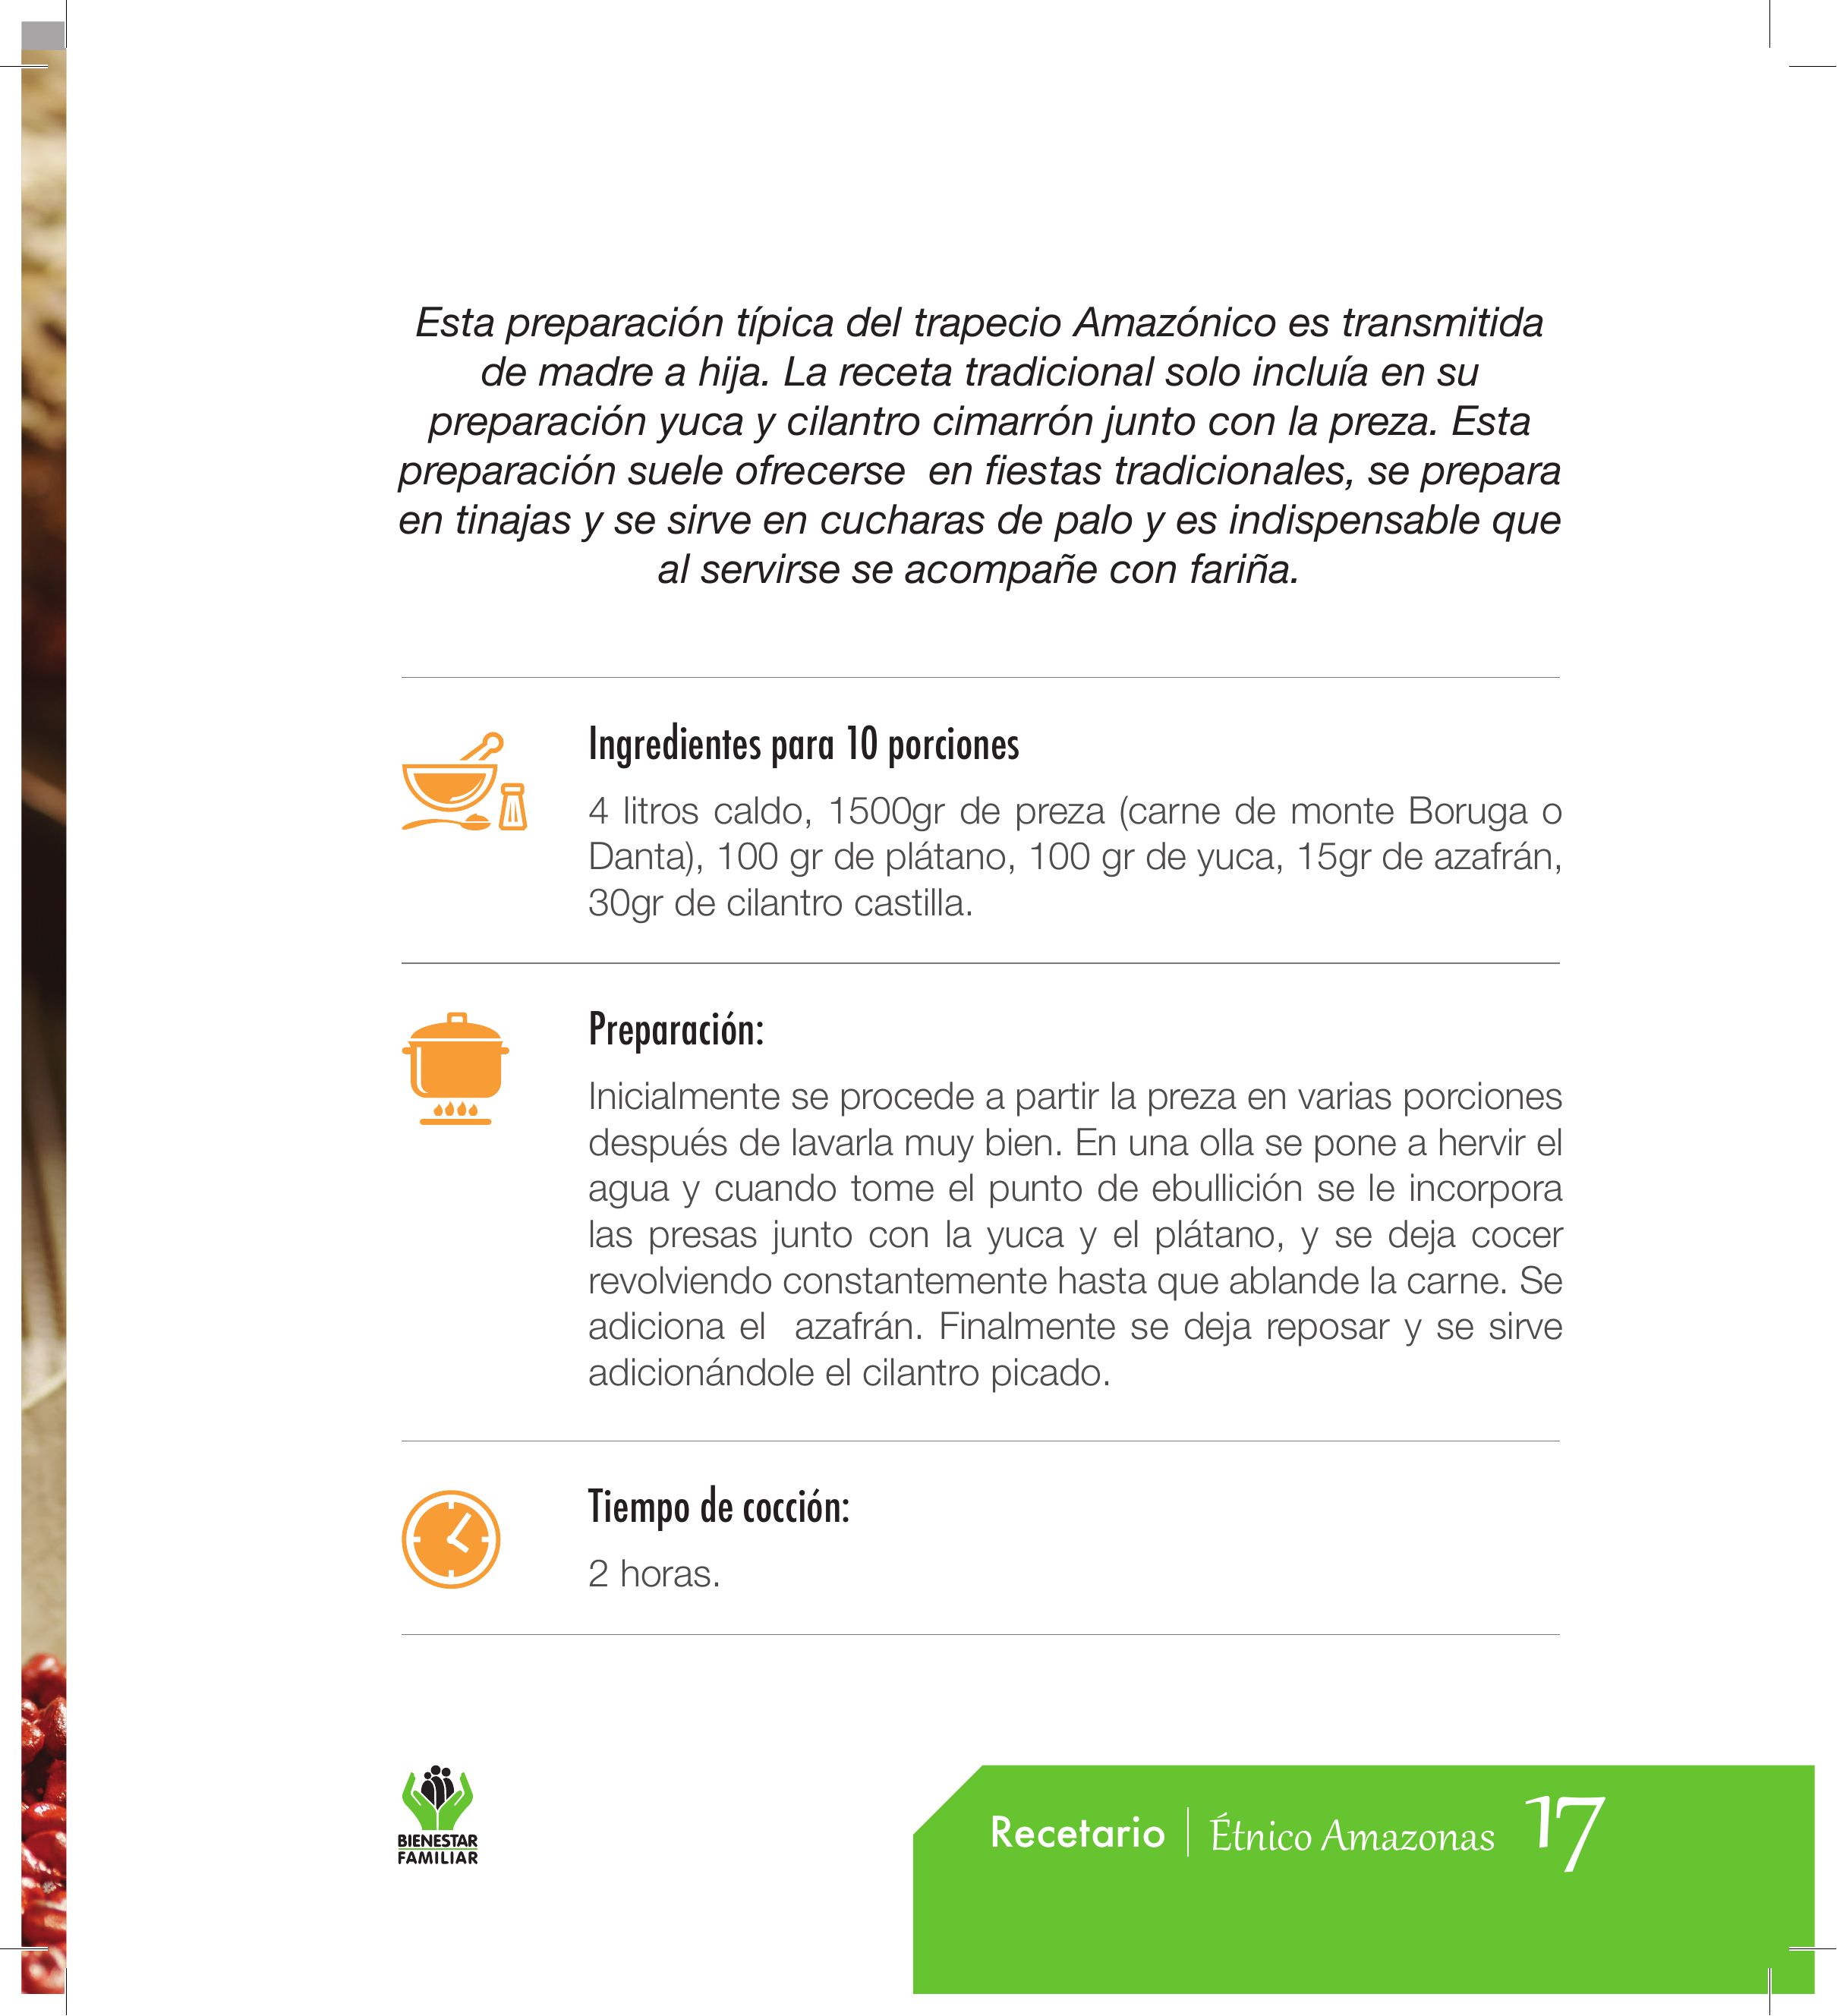 Esta preparación típica del trapecio Amazónico es transmitida
de madre a hija. La receta tradicional solo incluía en su
preparación yuca y cilantro cimarrón junto con la preza. Esta
preparación suele ofrecerse  en fiestas tradicionales, se prepara
en tinajas y se sirve en cucharas de palo y es indispensable que
al servirse se acompañe con fariña.
Ingredientes para 10 porciones
4 litros caldo, 1500gr de preza (carne de monte Boruga o
Danta), 100 gr de plátano, 100 gr de yuca, 15gr de azafrán,
30gr de cilantro castilla.
Preparación:
Inicialmente se procede a partir la preza en varias porciones
después de lavarla muy bien. En una olla se pone a hervir el
agua y cuando tome el punto de ebullición se le incorpora
las presas junto con la yuca y el plátano, y se deja cocer
revolviendo constantemente hasta que ablande la carne. Se
adiciona el  azafrán. Finalmente se deja reposar y se sirve
adicionándole el cilantro picado.
Tiempo de cocción:
2 horas.
BIENESTAR
FAMILIAR
Recetario | Étnico Amazonas 17